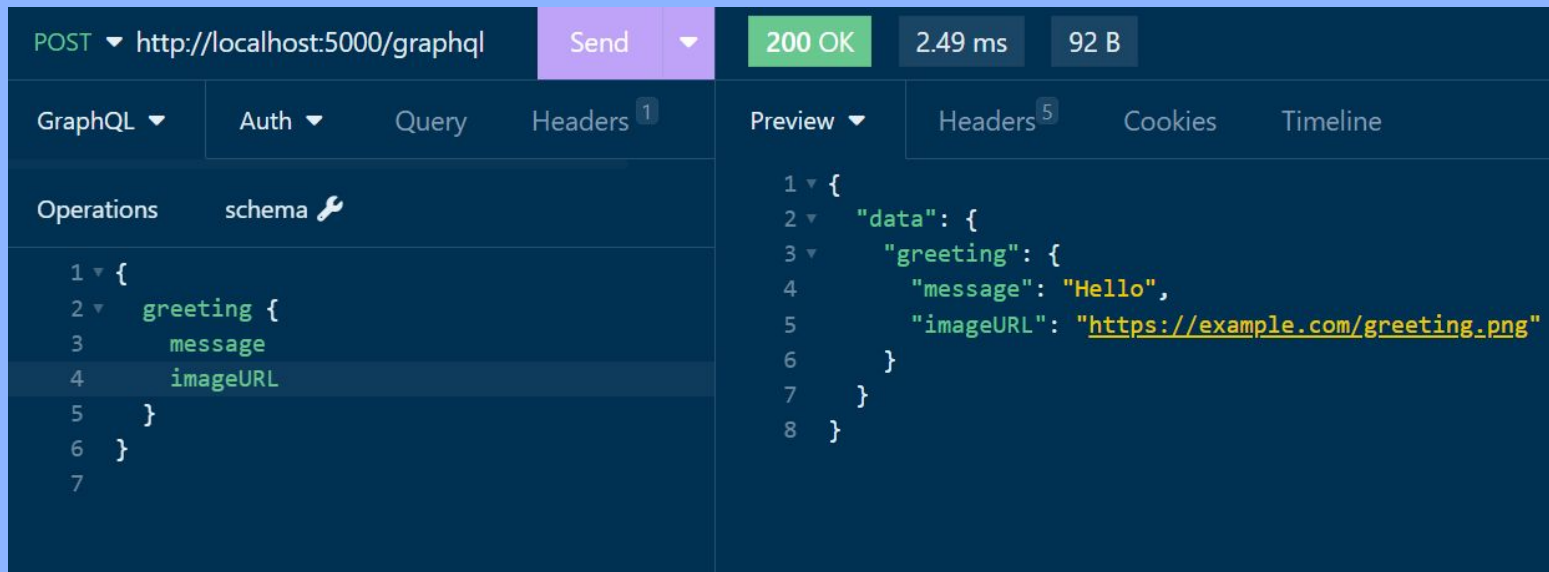 POST http://localhost:5000/graphql Send
GraphQL Auth Query Headers 1
Operations schema
1 {
2 greeting {
3 message
4 imageURL
5 }
6 }
7
200 OK 2.49 ms 92 B
Preview Headers 5 Cookies Timeline
1 {
2 "data": {
3 "greeting": {
4 "message": "Hello",
5 "imageURL": "https://example.com/greeting.png"
6 }
7 }
8 }